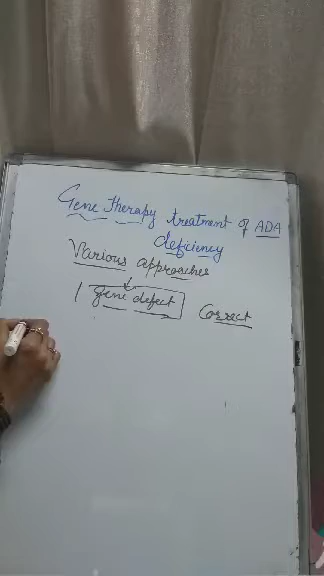 Gene therapy treatment of ADA
deficiency
Various approaches
1 gene defect Correct